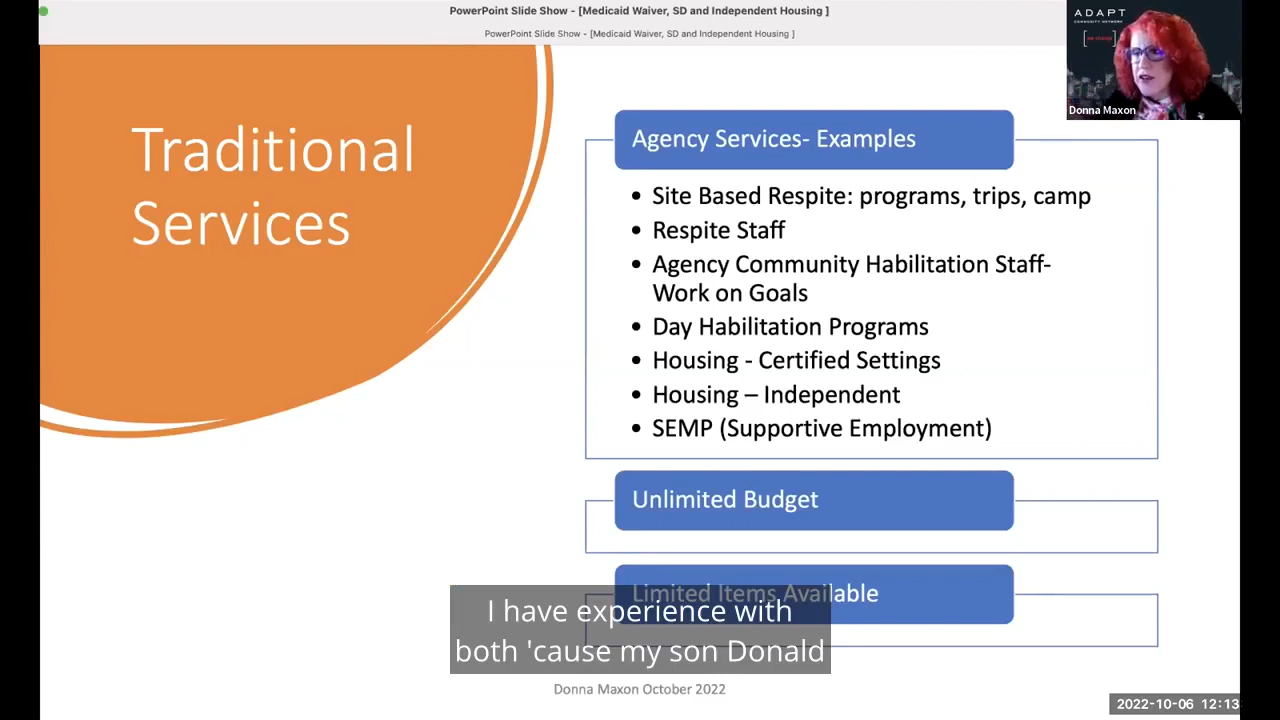 PowerPoint Slide Show - [Medicaid Waiver, SD and Independent Housing ]
PowerPoint Slide Show - [Medicaid Waiver, SD and Independent Housing ]
ADAPT
COMMUNITY NETWORK
Donna Maxon
Traditional
Services
Agency Services- Examples
• Site Based Respite: programs, trips, camp
• Respite Staff
• Agency Community Habilitation Staff-
Work on Goals
• Day Habilitation Programs
• Housing - Certified Settings
• Housing – Independent
• SEMP (Supportive Employment)
Unlimited Budget
Limited Items Available
I have experience with
both 'cause my son Donald
Donna Maxon October 2022
2022-10-06 12:13